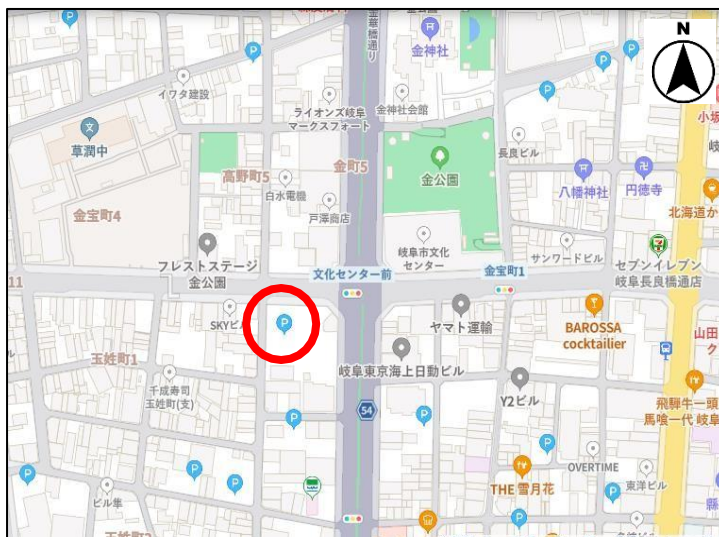 金華橋通り
N
金神社
イワタ建設
ライオンズ岐阜
マークスフォート
金神社会館
小坂
草潤中
金町5
金公園
長良ビル
高野町5
白水電機
八幡神社
円徳寺
戸澤商店
北海道か
金宝町4
岐阜市文化
センター
サンワードビル
フレストステージ
金公園
文化センター前
金宝町1
セブンイレブン
岐阜長良橋通店
11
P
SKYビル
ヤマト運輸
BAROSSA
cocktailier
山田
ク
玉姓町1
岐阜東京海上日動ビル
千成寿司
玉姓町(支)
Y2ビル
54
飛騨牛一頭
馬喰一代 岐阜
OVERTIME
THE 雪月花
東洋ビル
ビル隼